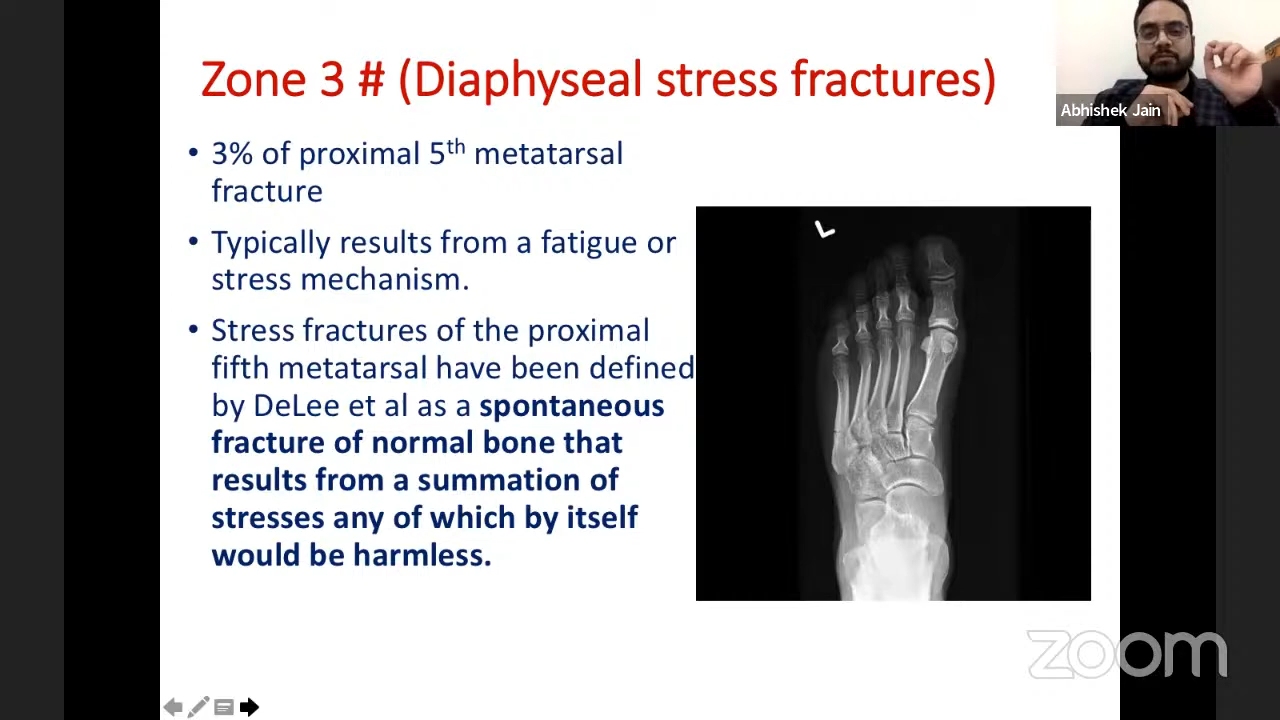 Zone 3 # (Diaphyseal stress fractures)
Abhishek Jain
• 3% of proximal 5th metatarsal
fracture
• Typically results from a fatigue or
stress mechanism.
• Stress fractures of the proximal
fifth metatarsal have been defined
by DeLee et al as a spontaneous
fracture of normal bone that
results from a summation of
stresses any of which by itself
would be harmless.
L
zoom